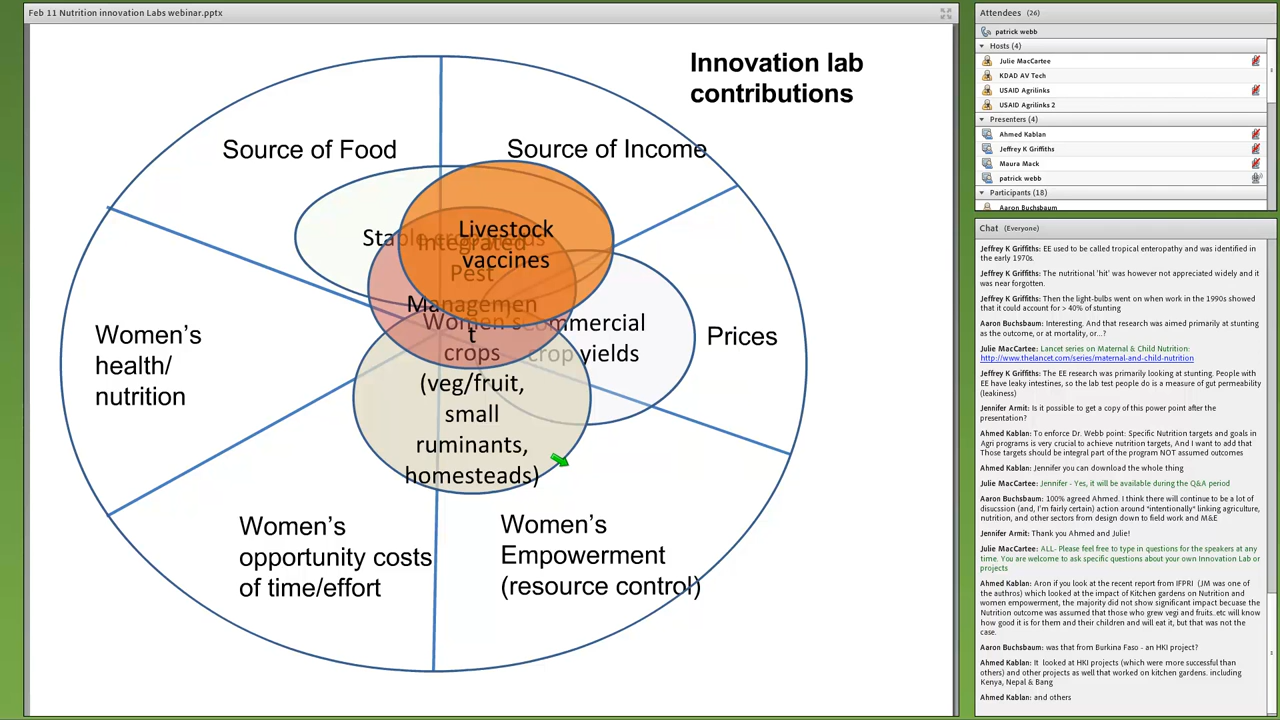 Feb 11 Nutrition innovation Labs webinar.pptx
Innovation lab
contributions
Source of Food
Source of Income
Livestock
vaccines
Integrated
Pest
Managemen
t
Women's
commercial
crops
crop yields
(veg/fruit,
small
ruminants,
homesteads)
Prices
Women's
health/
nutrition
Women's
opportunity costs
of time/effort
Women's
Empowerment
(resource control)
Attendees (26)
patrick webb
Hosts (4)
Julie MacCartee
KDAD AV Tech
USAID Agrilinks
USAID Agrilinks 2
Presenters (4)
Ahmed Kablan
Jeffrey K Griffiths
Maura Mack
patrick webb
Participants (18)
Aaron Buchsbaum
Chat (Everyone)
Jeffrey K Griffiths: EE used to be called tropical enteropathy and was identified in
the early 1970s.
Jeffrey K Griffiths: The nutritional 'hit' was however not appreciated widely and it
was near forgotten.
Jeffrey K Griffiths: Then the light-bulbs went on when work in the 1990s showed
that it could account for > 40% of stunting
Aaron Buchsbaum: Interesting. And that research was aimed primarily at stunting
as the outcome, or at mortality, or...?
Julie MacCartee: Lancet series on Maternal & Child Nutrition:
http://www.thelancet.com/series/maternal-and-child-nutrition
Jeffrey K Griffiths: The EE research was primarily looking at stunting. People with
EE have leaky intestines, so the lab test people do is a measure of gut permeability
(leakiness)
Jennifer Armit: Is it possible to get a copy of this power point after the
presentation?
Ahmed Kablan: To enforce Dr. Webb point: Specific Nutrition targets and goals in
Agri programs is very crucial to achieve nutrition targets, And I want to add that
Those targets should be integral part of the program NOT assumed outcomes
Ahmed Kablan: Jennifer you can download the whole thing
Julie MacCartee: Jennifer - Yes, it will be available during the Q&A period
Aaron Buchsbaum: 100% agreed Ahmed. I think there will continue to be a lot of
disucssion (and, I'm fairly certain) action around "intentionally" linking agriculture,
nutrition, and other sectors from design down to field work and M&E
Jennifer Armit: Thank you Ahmed and Julie!
Julie MacCartee: ALL- Please feel free to type in questions for the speakers at any
time. You are welcome to ask specific questions about your own Innovation Lab or
projects
Ahmed Kablan: Aron if you look at the recent report from IFPRI (JM was one of
the authros) which looked at the impact of Kitchen gardens on Nutrition and
women empowerment, the majority did not show significant impact becuase the
Nutrition outcome was assumed that those who grew vegi and fruits..etc will know
how good it is for them and their children and will eat it, but that was not the
case.
Aaron Buchsbaum: was that from Burkina Faso - an HKI project?
Ahmed Kablan: It looked at HKI projects (which were more successful than
others) and other projects as well that worked on kitchen gardens. including
Kenya, Nepal & Bang
Ahmed Kablan: and others